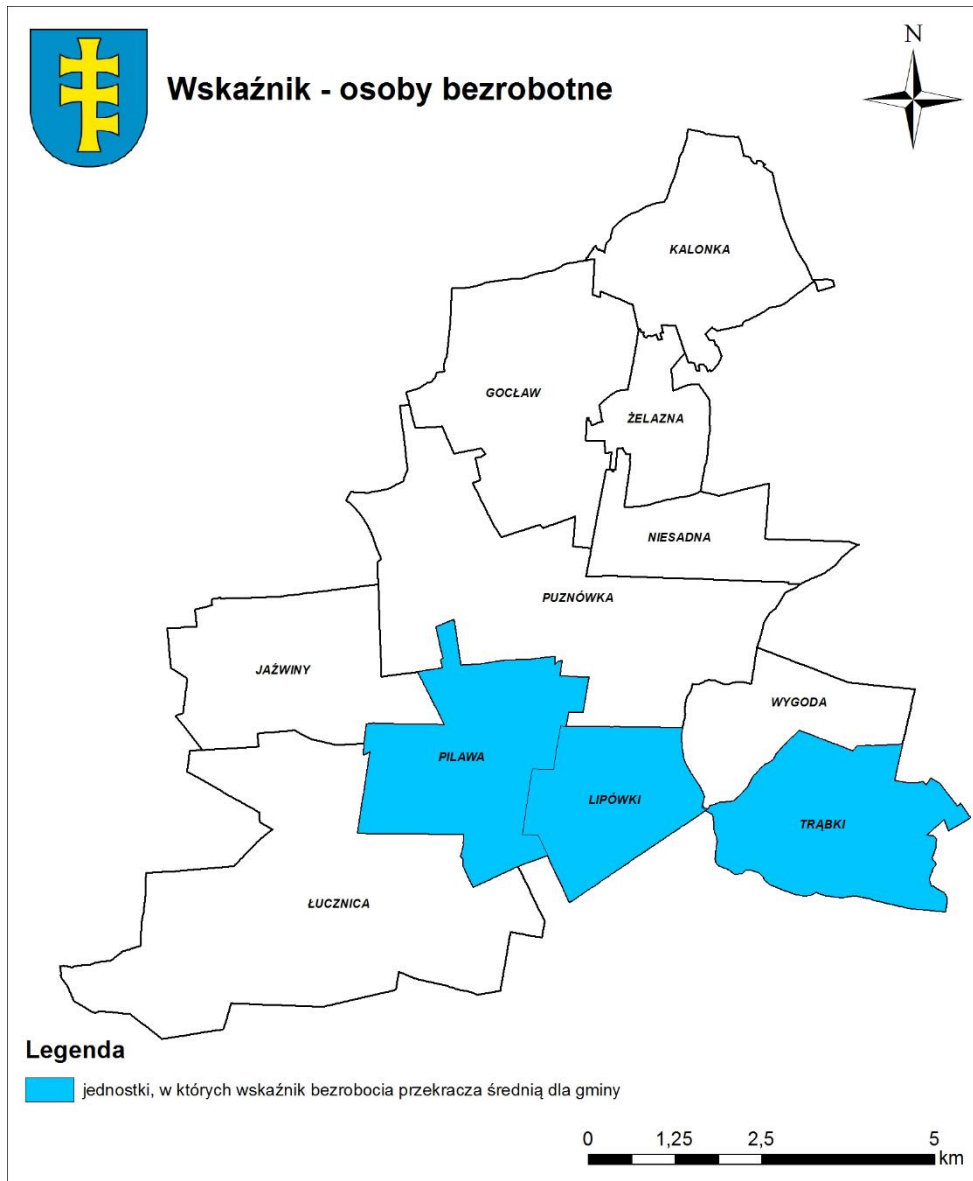 N
Wskaźnik - osoby bezrobotne
KALONKA
GOCŁAW
ŻELAZNA
NIESADNA
PUZNÓWKA
JAŹWINY
WYGODA
PILAWA
LIPÓWKI
TRĄBKI
ŁUCZNICA
Legenda
jednostki, w których wskaźnik bezrobocia przekracza średnią dla gminy
0 1,25 2,5 5
km